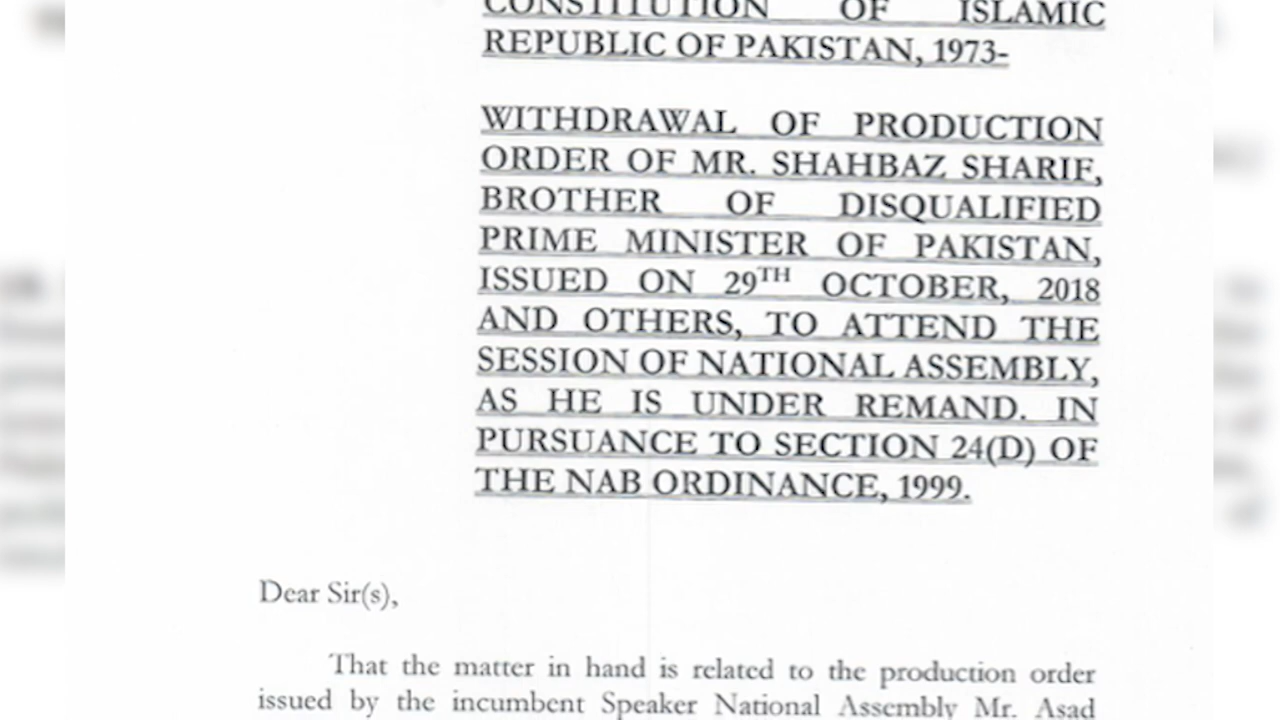 CONSTITUTION OF ISLAMIC
REPUBLIC OF PAKISTAN, 1973-
WITHDRAWAL OF PRODUCTION
ORDER OF MR. SHAHBAZ SHARIF,
BROTHER OF DISQUALIFIED
PRIME MINISTER OF PAKISTAN,
ISSUED ON 29TH OCTOBER, 2018
AND OTHERS, TO ATTEND THE
SESSION OF NATIONAL ASSEMBLY,
AS HE IS UNDER REMAND. IN
PURSUANCE TO SECTION 24(D) OF
THE NAB ORDINANCE, 1999.
Dear Sir(s),
That the matter in hand is related to the production order
issued by the incumbent Speaker National Assembly Mr. Asad